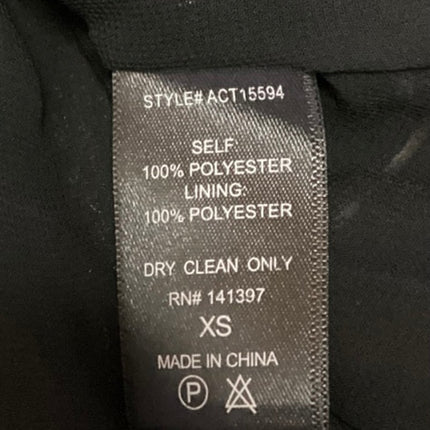 STYLE# ACT15594
SELF
100% POLYESTER
LINING:
100% POLYESTER
DRY CLEAN ONLY
RN# 141397
XS
MADE IN CHINA
P